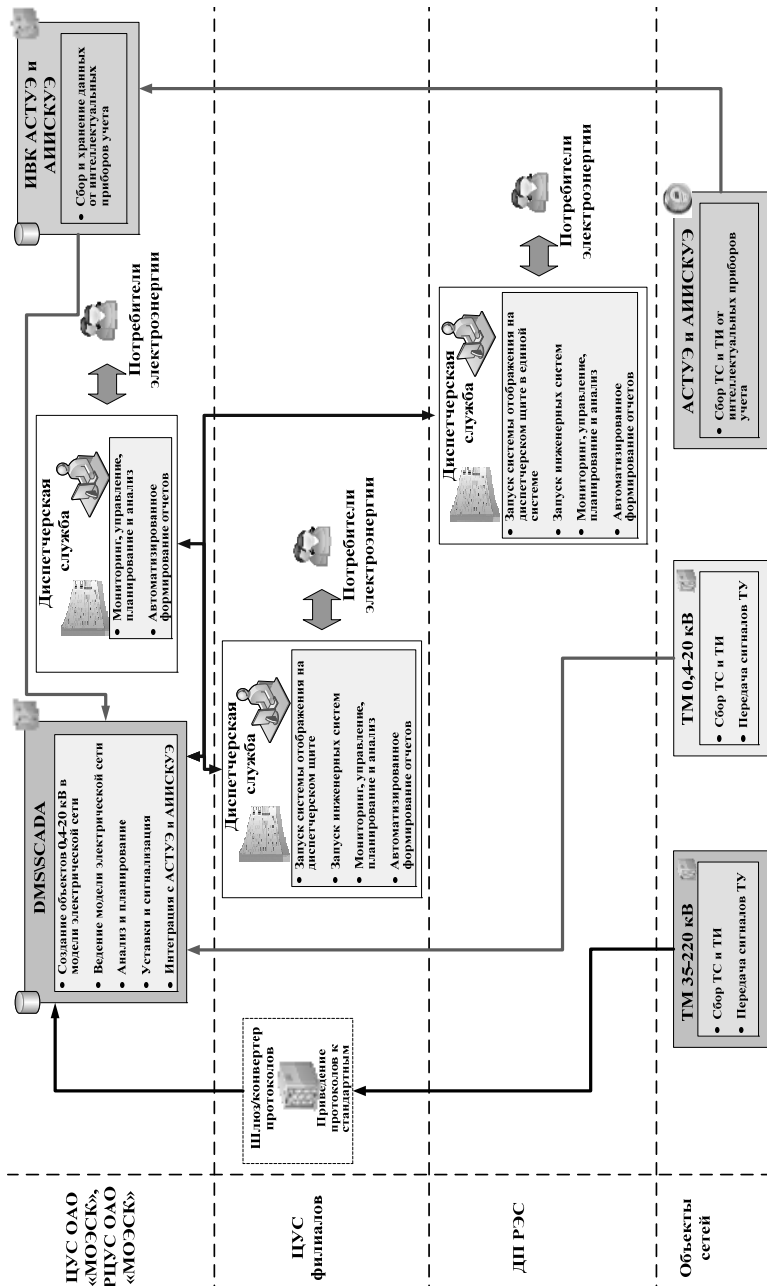 ЦУС ОАО
«МОЭСК»,
РЦУС ОАО
«МОЭСК»
DMS\SCADA
• Создание объектов 0,4-20 кВ в
модели электрической сети
• Ведение модели электрической сети
• Анализ и планирование
• Уставки и сигнализация
• Интеграция с АСТУЭ и АИИСКУЭ
Диспетчерская
служба
• Мониторинг, управление,
планирование и анализ
• Автоматизированное
формирование отчетов
Потребители
электроэнергии
ИВК АСТУЭ и
АИИСКУЭ
• Сбор и хранение данных
от интеллектуальных
приборов учета
ЦУС
филиалов
Шлюз/конвертер
протоколов
Приведение
протоколов к
стандартным
Диспетчерская
служба
• Запуск системы отображения на
диспетчерском щите
• Запуск инженерных систем
• Мониторинг, управление,
планирование и анализ
• Автоматизированное
формирование отчетов
Потребители
электроэнергии
ДП РЭС
Диспетчерская
служба
• Запуск системы отображения на
диспетчерском щите в единой
системе
• Запуск инженерных систем
• Мониторинг, управление,
планирование и анализ
• Автоматизированное
формирование отчетов
Потребители
электроэнергии
Объекты
сетей
ТМ 35-220 кВ
• Сбор ТС и ТИ
• Передача сигналов ТУ
ТМ 0,4-20 кВ
• Сбор ТС и ТИ
• Передача сигналов ТУ
АСТУЭ и АИИСКУЭ
• Сбор ТС и ТИ от
интеллектуальных приборов
учета